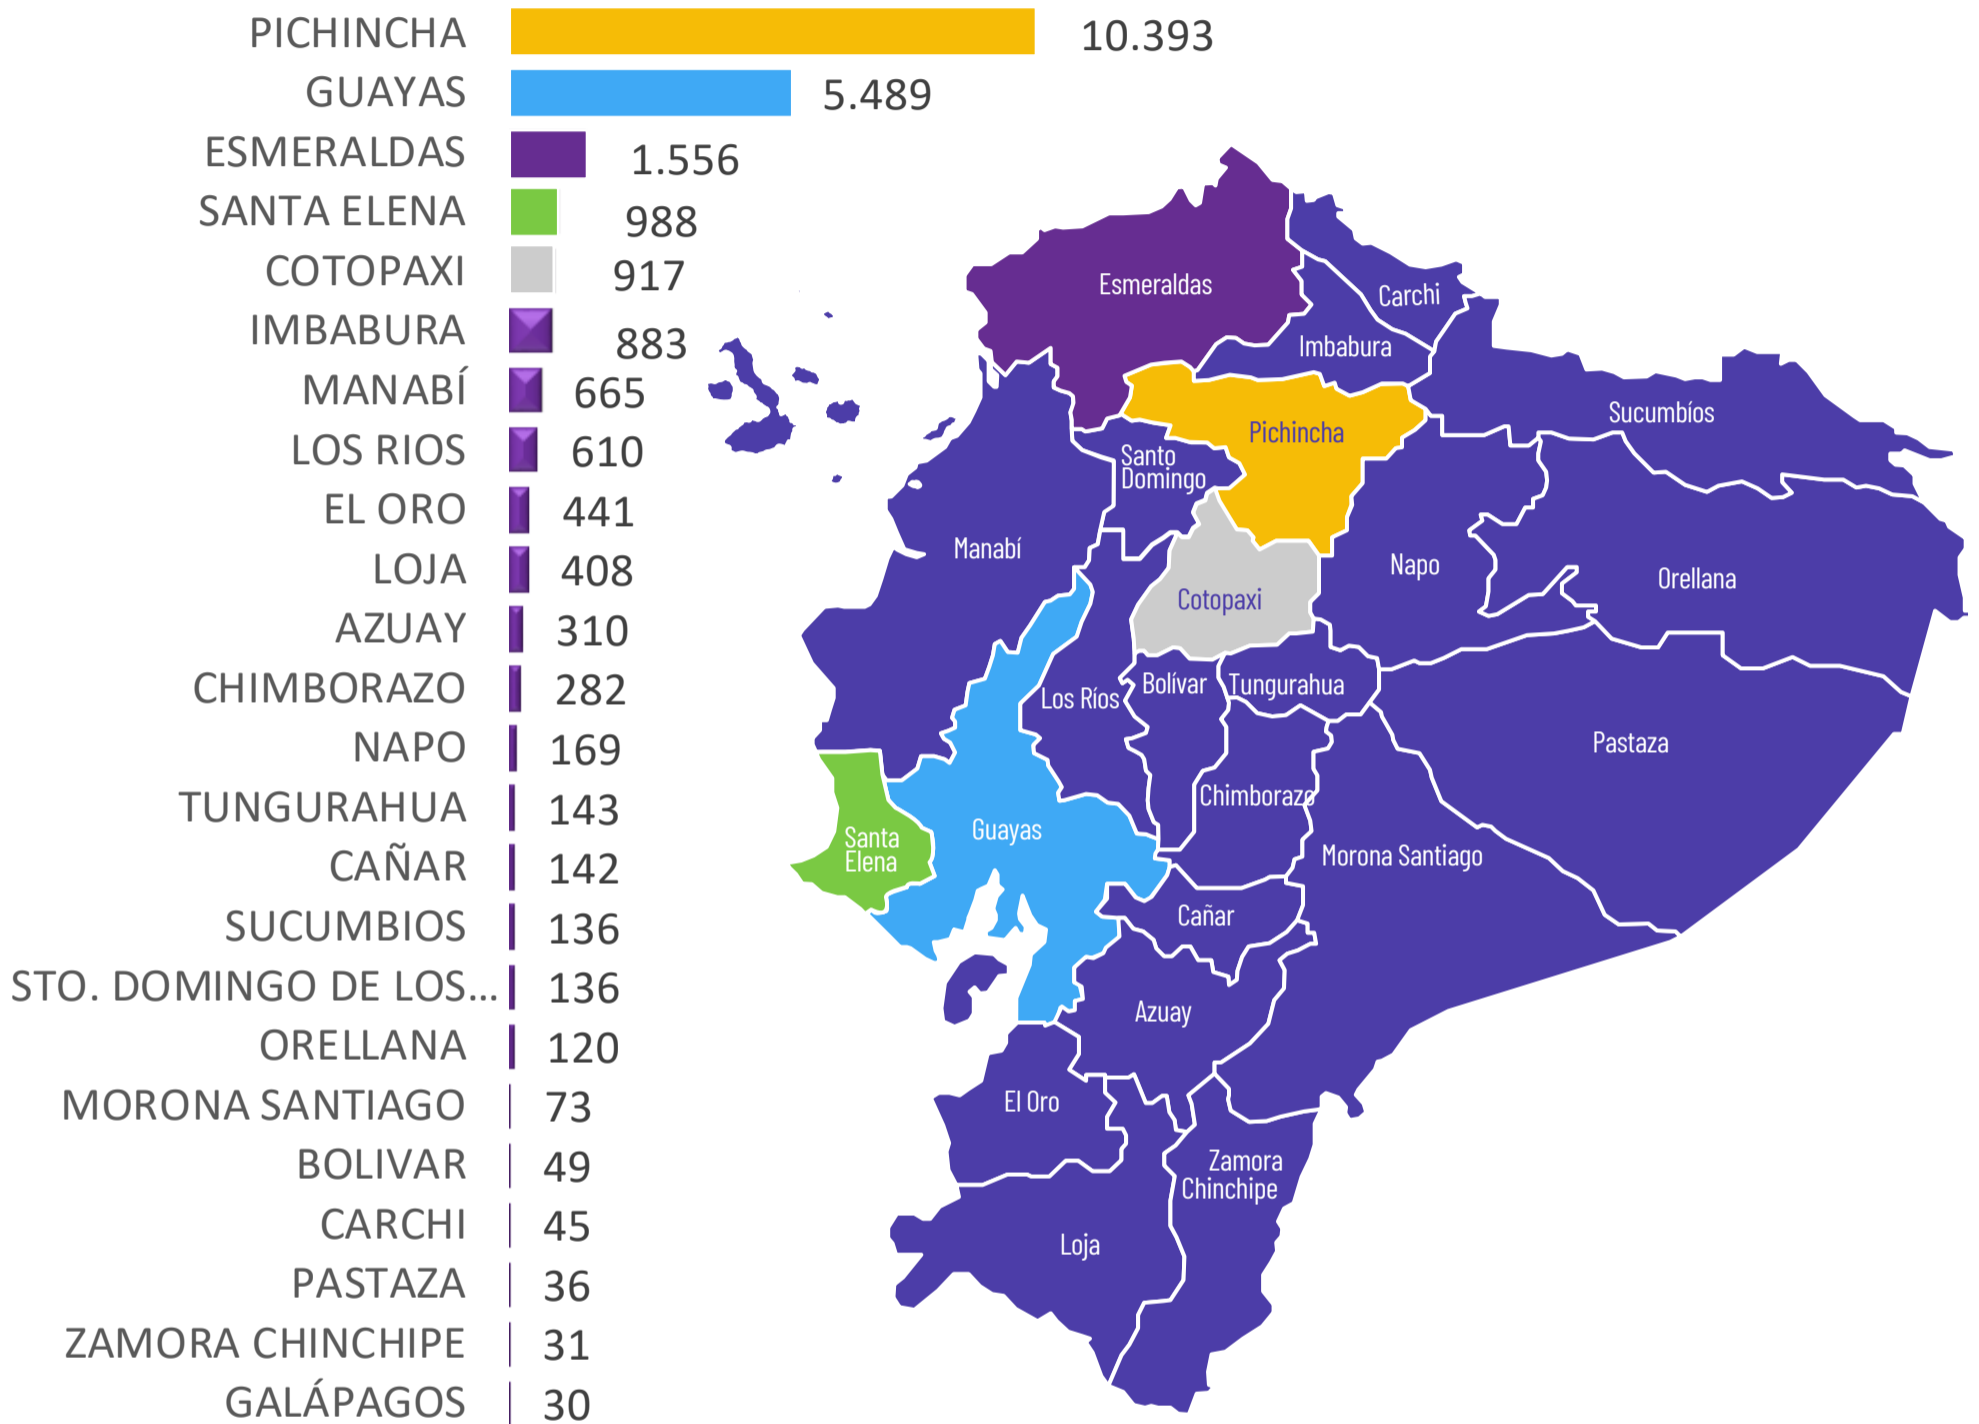 PICHINCHA 10.393
GUAYAS 5.489
ESMERALDAS 1.556
SANTA ELENA 988
COTOPAXI 917
IMBABURA 883
MANABÍ 665
LOS RIOS 610
EL ORO 441
LOJA 408
AZUAY 310
CHIMBORAZO 282
NAPO 169
TUNGURAHUA 143
CAÑAR 142
SUCUMBIOS 136
STO. DOMINGO DE LOS... 136
ORELLANA 120
MORONA SANTIAGO 73
BOLIVAR 49
CARCHI 45
PASTAZA 36
ZAMORA CHINCHIPE 31
GALÁPAGOS 30
Esmeraldas
Carchi
Imbabura
Sucumbíos
Pichincha
Santo
Domingo
Manabí
Napo
Orellana
Cotopaxi
Los Ríos
Bolívar
Tungurahua
Pastaza
Chimborazo
Guayas
Santa
Elena
Morona Santiago
Cañar
Azuay
El Oro
Zamora
Chinchipe
Loja